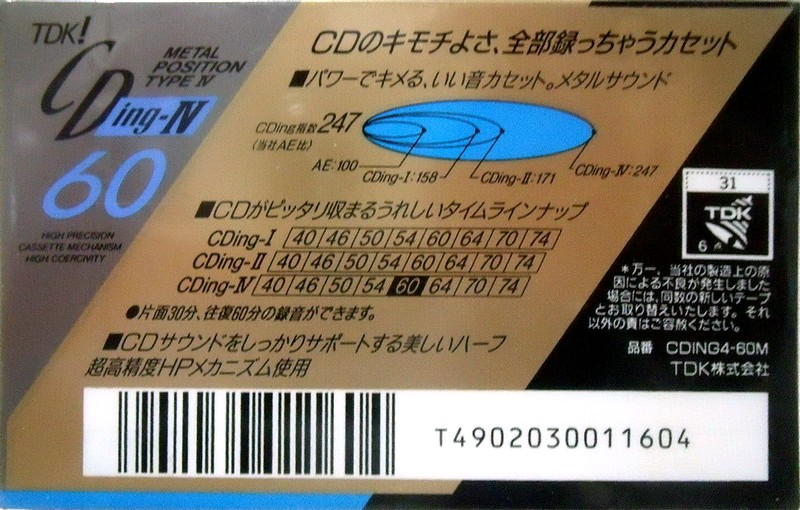 TDK!
CDing-IV
METAL
POSITION
TYPE IV
60
HIGH PRECISION
CASSETTE MECHANISM
HIGH COERCIVITY
CDのキモチよさ、全部録っちゃうカセット
■パワーでキメる、いい音カセット。メタルサウンド
CDing指数247
(当社AE比)
AE:100
CDing-I:158
CDing-II:171
CDing-IV:247
■CDがピッタリ収まるうれしいタイムラインナップ
CDing-I 40 46 50 54 60 64 70 74
CDing-II 40 46 50 54 60 64 70 74
CDing-IV 40 46 50 54 60 64 70 74
●片面30分、往復60分の録音ができます。
■CDサウンドをしっかりサポートする美しいハーフ
超高精度HPメカニズム使用
31
TDK
6
*万一、当社の製造上の原
因による不良が発生しました
場合には、同数の新しいテープ
とお取り替えいたします。それ
以外の責はご容赦ください。
品番 CDING4-60M
TDK株式会社
T4902030011604